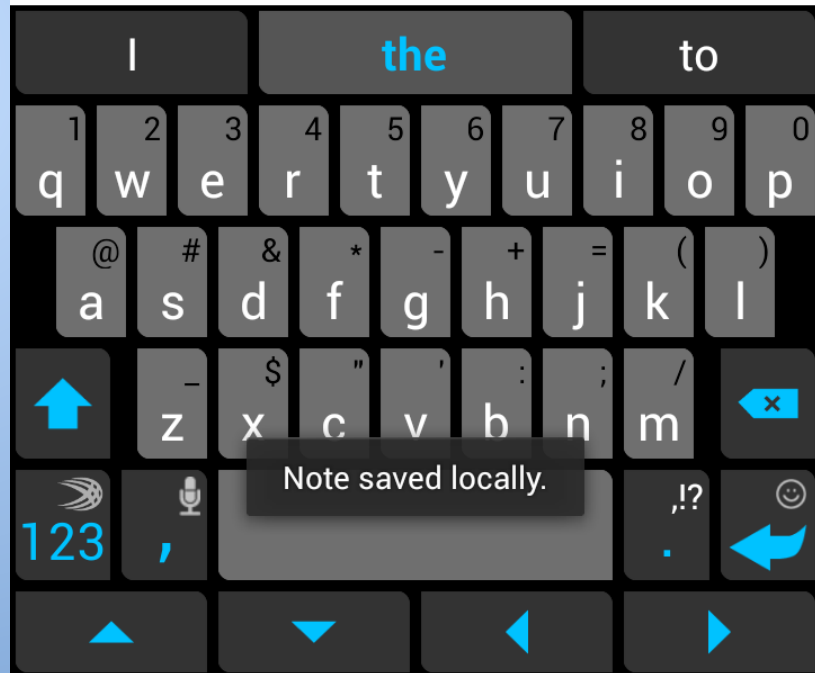 I the to
1 2 3 4 5 6 7 8 9 0
q w e r t y u i o p
@ # & * - + = ( )
a s d f g h j k l
_ $ " ' : ; /
z x c v b n m
Note saved locally.
,!?
123 , .